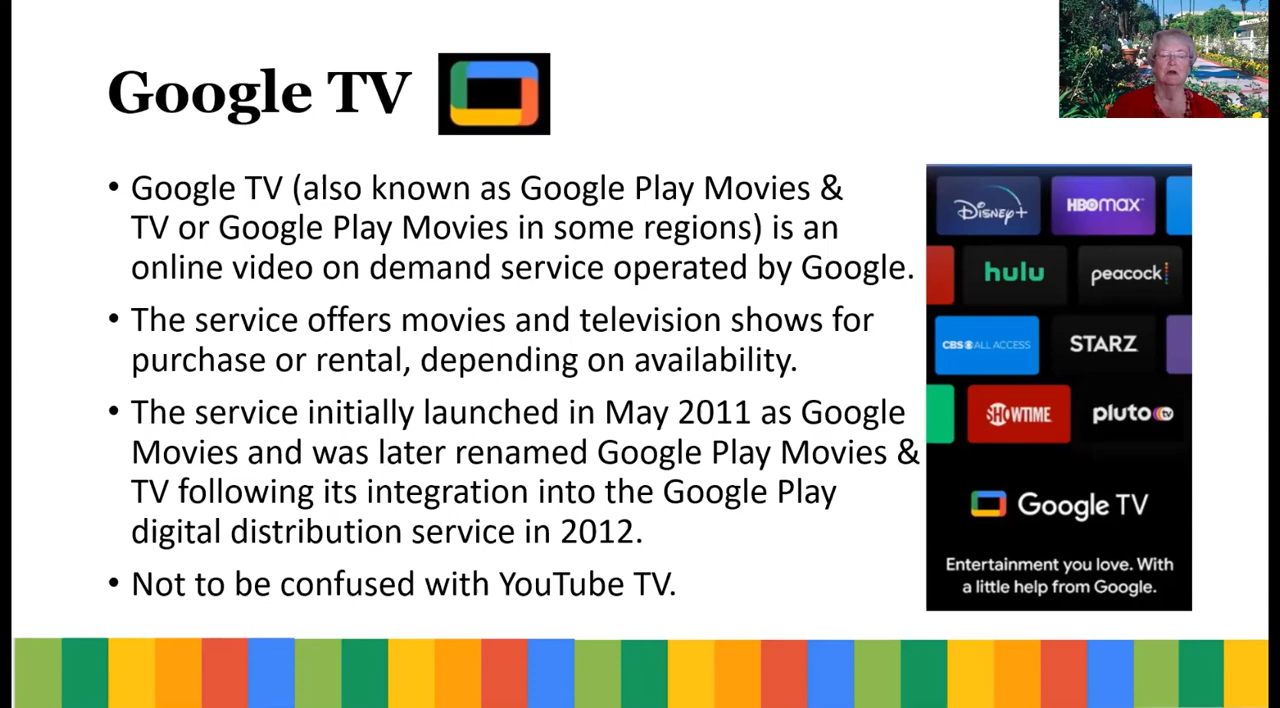 Google TV
• Google TV (also known as Google Play Movies &
TV or Google Play Movies in some regions) is an
online video on demand service operated by Google.
• The service offers movies and television shows for
purchase or rental, depending on availability.
• The service initially launched in May 2011 as Google
Movies and was later renamed Google Play Movies &
TV following its integration into the Google Play
digital distribution service in 2012.
• Not to be confused with YouTube TV.
Disney+ HBOMAX
hulu peacock
CBS ALL ACCESS STARZ
SHOWTIME pluto tv
Google TV
Entertainment you love. With
a little help from Google.